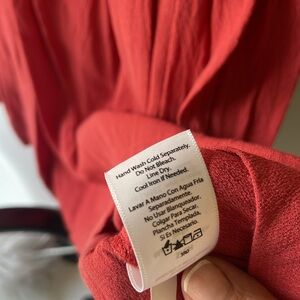 Hand Wash Cold Separately.
Do Not Bleach.
Line Dry.
Cool Iron If Needed.
Lavar A Mano Con Agua Fria
Separadamente.
No Usar Blanqueador.
Colgar Para Secar.
Plancha Templada,
Si Es Necesario.